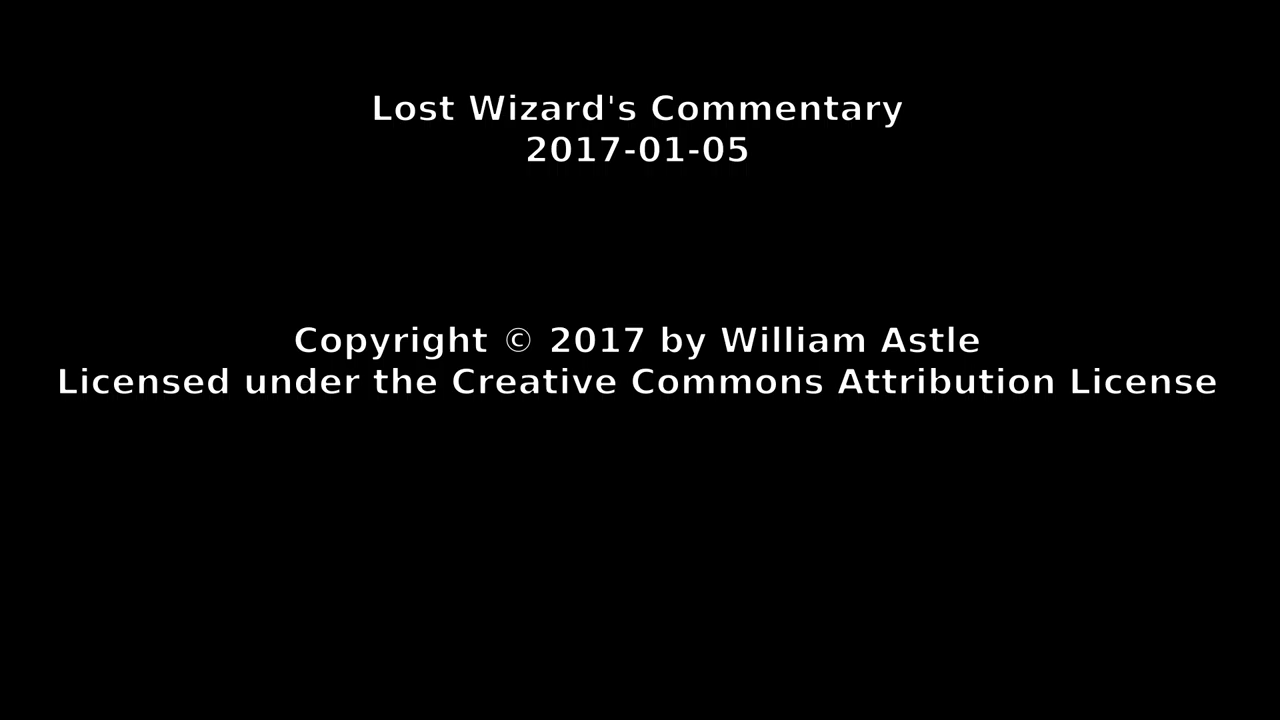 Lost Wizard's Commentary
2017-01-05
Copyright © 2017 by William Astle
Licensed under the Creative Commons Attribution License